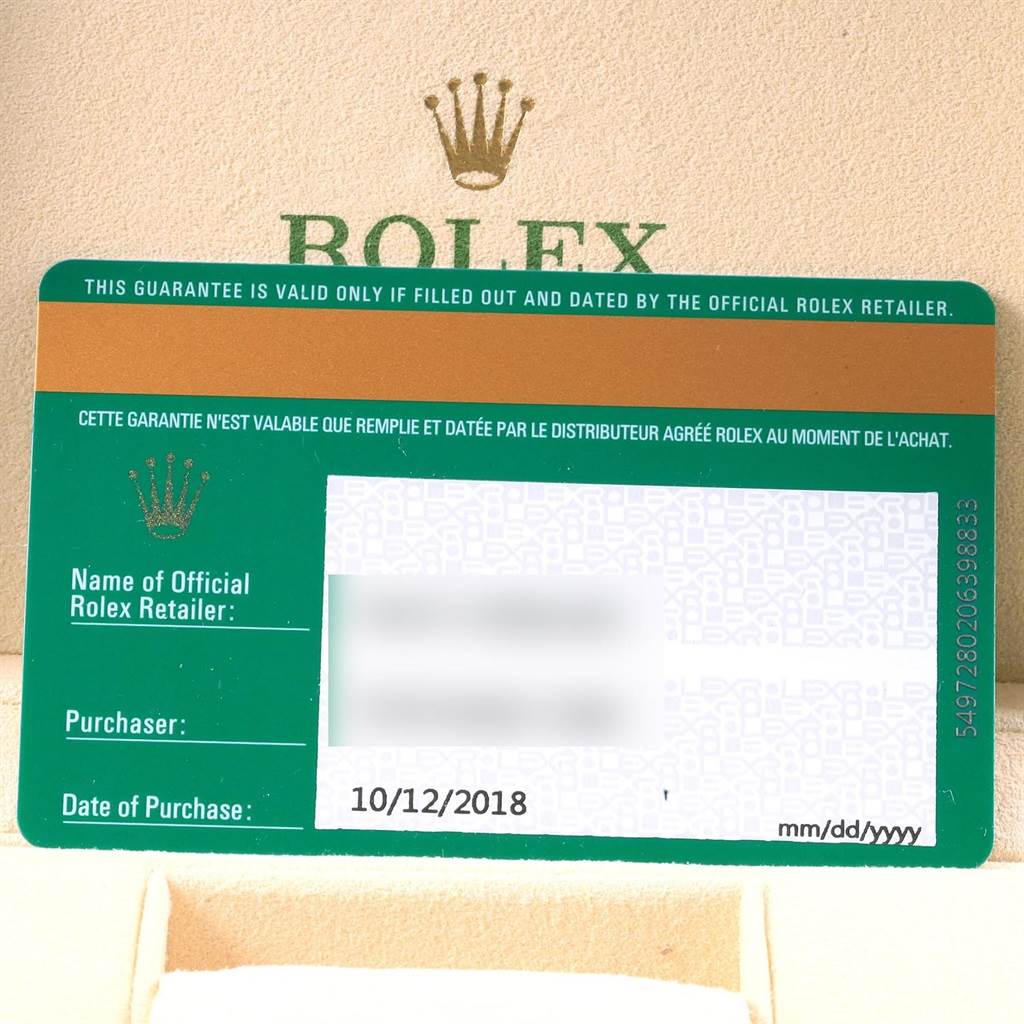 ROLEX
THIS GUARANTEE IS VALID ONLY IF FILLED OUT AND DATED BY THE OFFICIAL ROLEX RETAILER.
CETTE GARANTIE N'EST VALABLE QUE REMPLIE ET DATÉE PAR LE DISTRIBUTEUR AGRÉÉ ROLEX AU MOMENT DE L'ACHAT.
Name of Official
Rolex Retailer:
Purchaser:
Date of Purchase:
10/12/2018
mm/dd/yyyy
5497280206398833